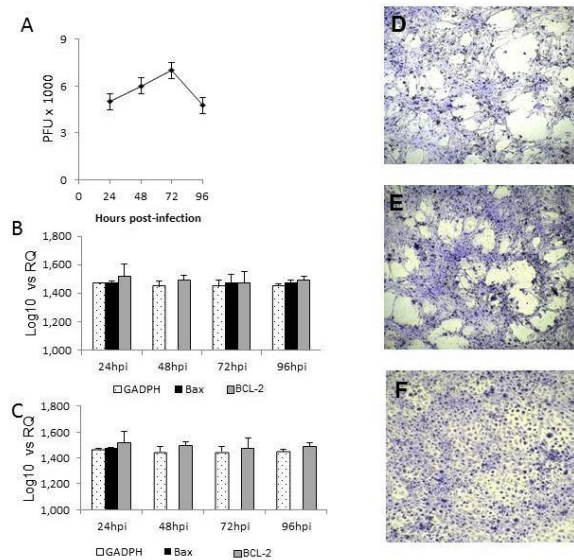 A
9
6
3
0
PFU x 1000
0 24 48 72 96
Hours post-infection
B
1,800
1,600
1,400
1,200
1,000
Log10 vs RQ
24hpi 48hpi 72hpi 96hpi
GADPH Bax BCL-2
C
1,800
1,600
1,400
1,200
1,000
Log10 vs RQ
24hpi 48hpi 72hpi 96hpi
GADPH Bax BCL-2
D
E
F